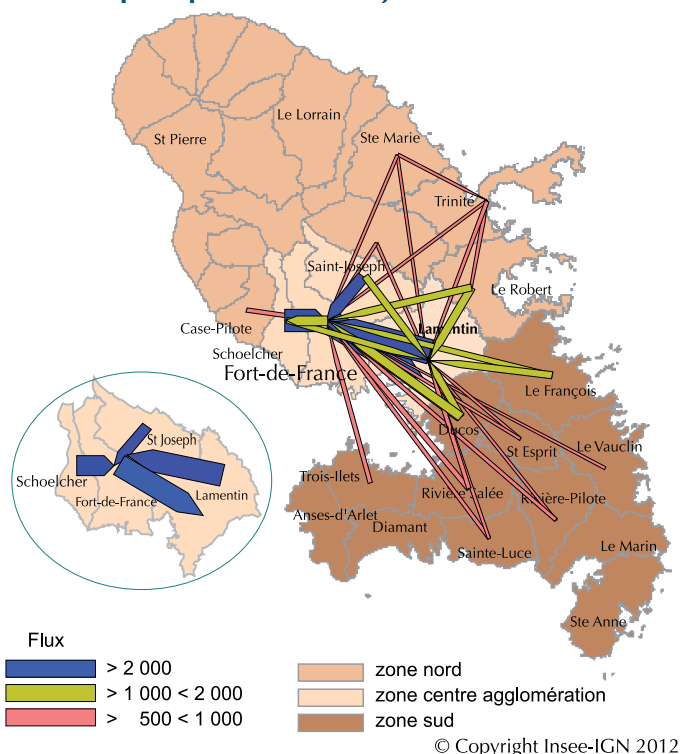 Le Lorrain
Ste Marie
St Pierre
Trinité
Saint-Joseph
Le Robert
Case-Pilote
Lamentin
Schoelcher
Fort-de-France
Le François
Ducos
St Esprit
Le Vauclin
St Joseph
Schoelcher
Trois-Ilets
Rivière Salée
Lamentin
Fort-de-France
Rivière-Pilote
Anses-d'Arlet
Diamant
Sainte-Luce
Le Marin
Ste Anne
Flux
> 2 000
> 1 000 < 2 000
> 500 < 1 000
zone nord
zone centre agglomération
zone sud
© Copyright Insee-IGN 2012